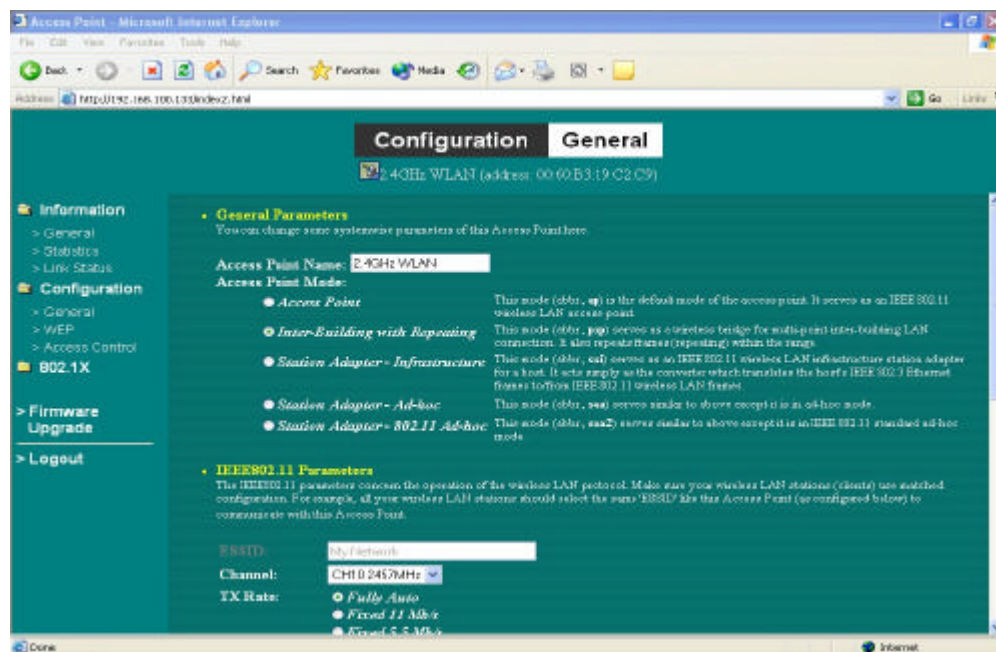 Access Point - Microsoft Internet Explorer
File Edit View Favorites Tools Help
Back Search Favorites Media
Address http://192.168.100.133/index2.html Go Links
Configuration General
2.4GHz WLAN (address: 00:60:B3:19:C2:C9)
Information
> General
> Statistics
> Link Status
Configuration
> General
> WEP
> Access Control
802.1X
> Firmware
Upgrade
> Logout
• General Parameters
You can change some systemwise parameters of this Access Point here.
Access Point Name: 2.4GHz WLAN
Access Point Mode:
Access Point
This mode (abbr., ap) is the default mode of the access point. It serves as an IEEE 802.11
wireless LAN access point.
Inter-Building with Repeating
This mode (abbr., pxp) serves as a wireless bridge for multi-point inter-building LAN
connection. It also repeats frames (repeating) within the range.
Station Adapter - Infrastructure
This mode (abbr., sai) serves as an IEEE 802.11 wireless LAN infrastructure station adapter
for a host. It acts simply as the converter which translates the host's IEEE 802.3 Ethernet
frames to/from IEEE 802.11 wireless LAN frames.
Station Adapter - Ad-hoc
This mode (abbr., saa) serves similar to above except it is in ad-hoc mode.
Station Adapter - 802.11 Ad-hoc
This mode (abbr., saa2) serves similar to above except it is in IEEE 802.11 standard ad-hoc
mode.
• IEEE802.11 Parameters
The IEEE802.11 parameters concern the operation of the wireless LAN protocol. Make sure your wireless LAN stations (clients) use matched
configuration. For example, all your wireless LAN stations should select the same 'ESSID' like this Access Point (as configured below) to
communicate with this Access Point.
ESSID: My Network
Channel: CH10 2457MHz
TX Rate: Fully Auto
Fixed 11 Mb/s
Fixed 5.5 Mb/s
Done Internet